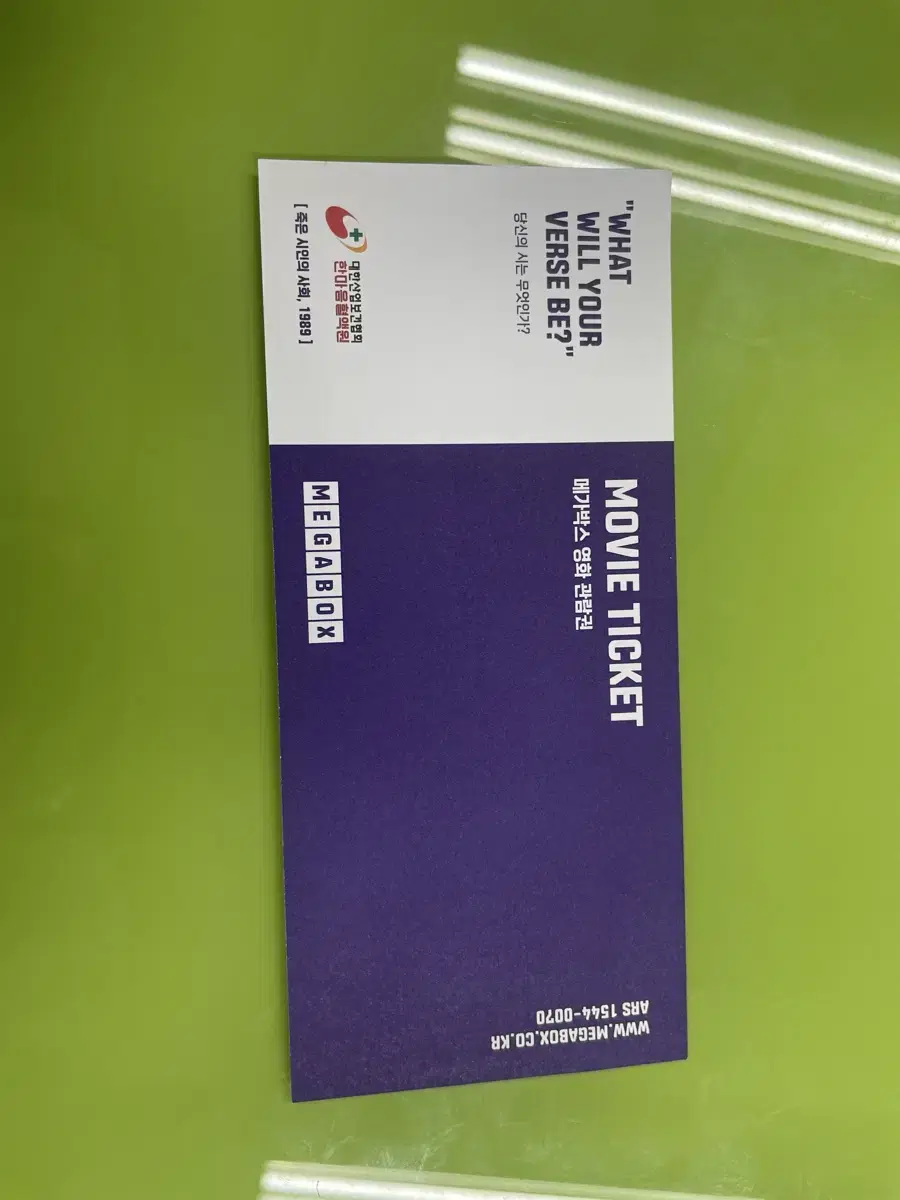 "WHAT
WILL YOUR
VERSE BE?"
당신의 시는 무엇인가?
대한산업보건협회
한마음혈액원
[ 죽은 시인의 사회, 1989 ]
MOVIE TICKET
메가박스 영화 관람권
MEGABOX
WWW.MEGABOX.CO.KR
ARS 1544-0070